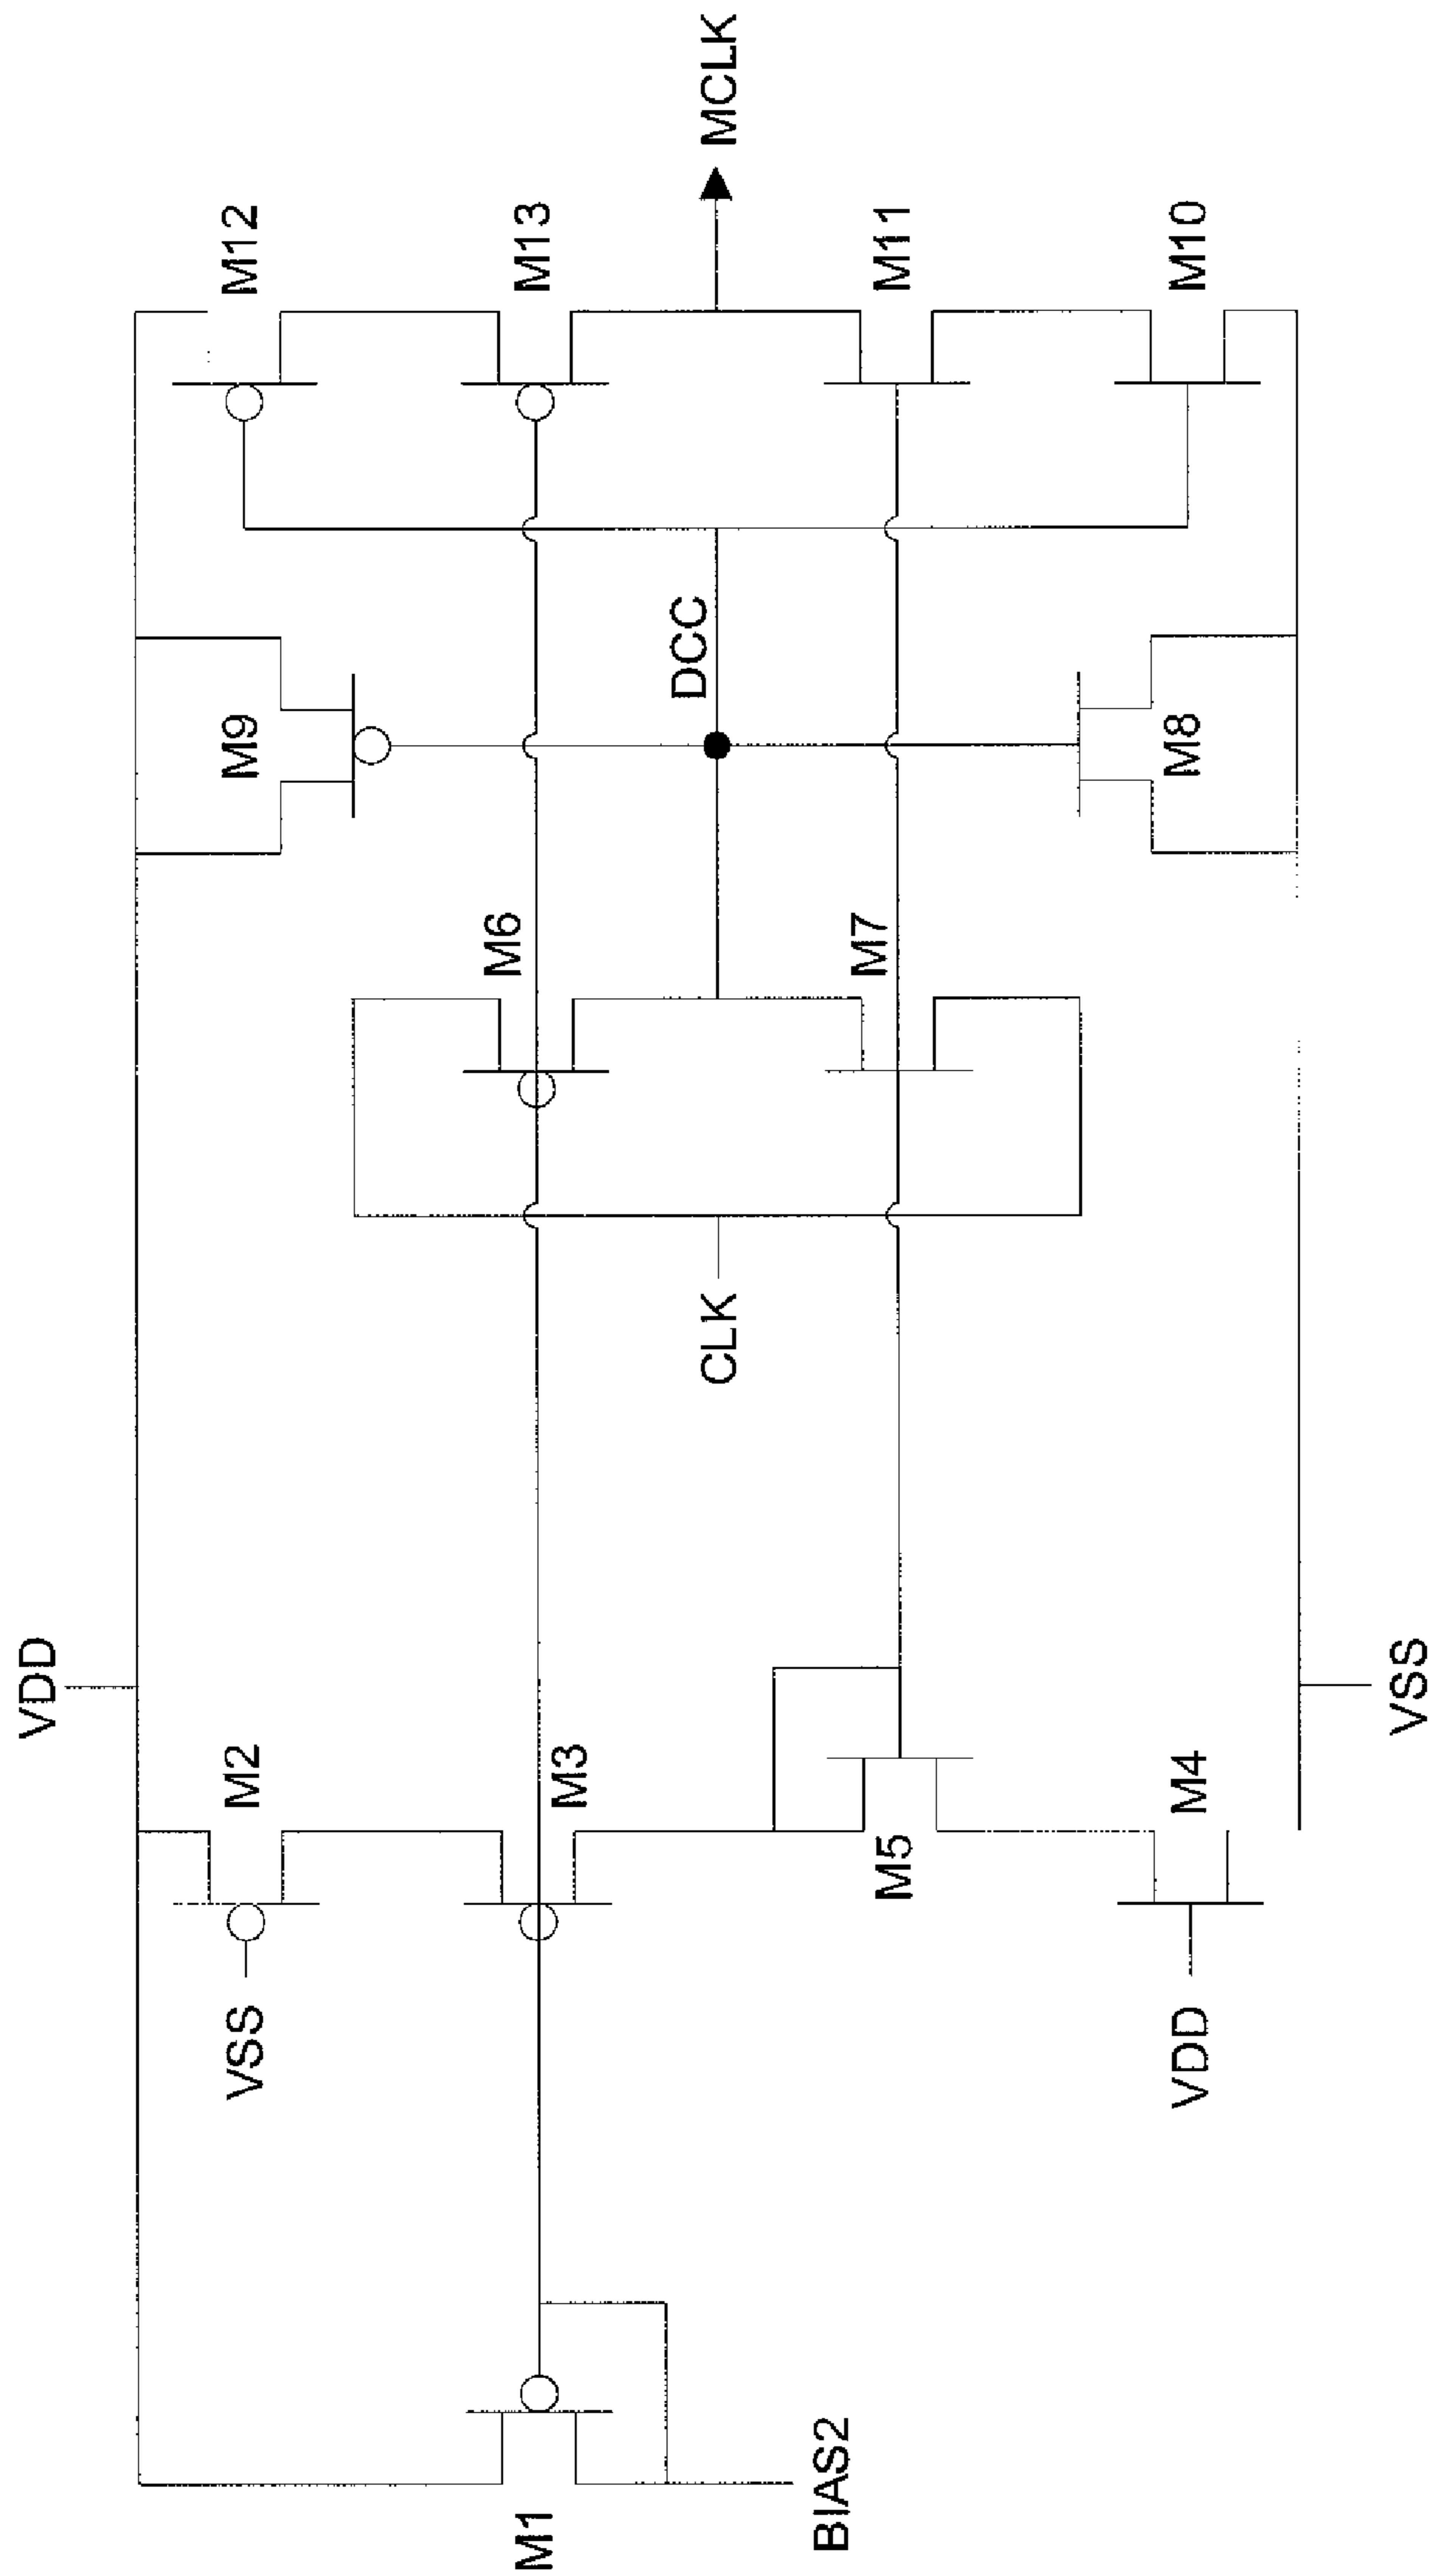 VDD
M2
M12
M9
VSS
M6
M13
M3
M1
DCC
CLK
MCLK
BIAS2
M5
M7
M11
M4
M8
M10
VDD
VSS